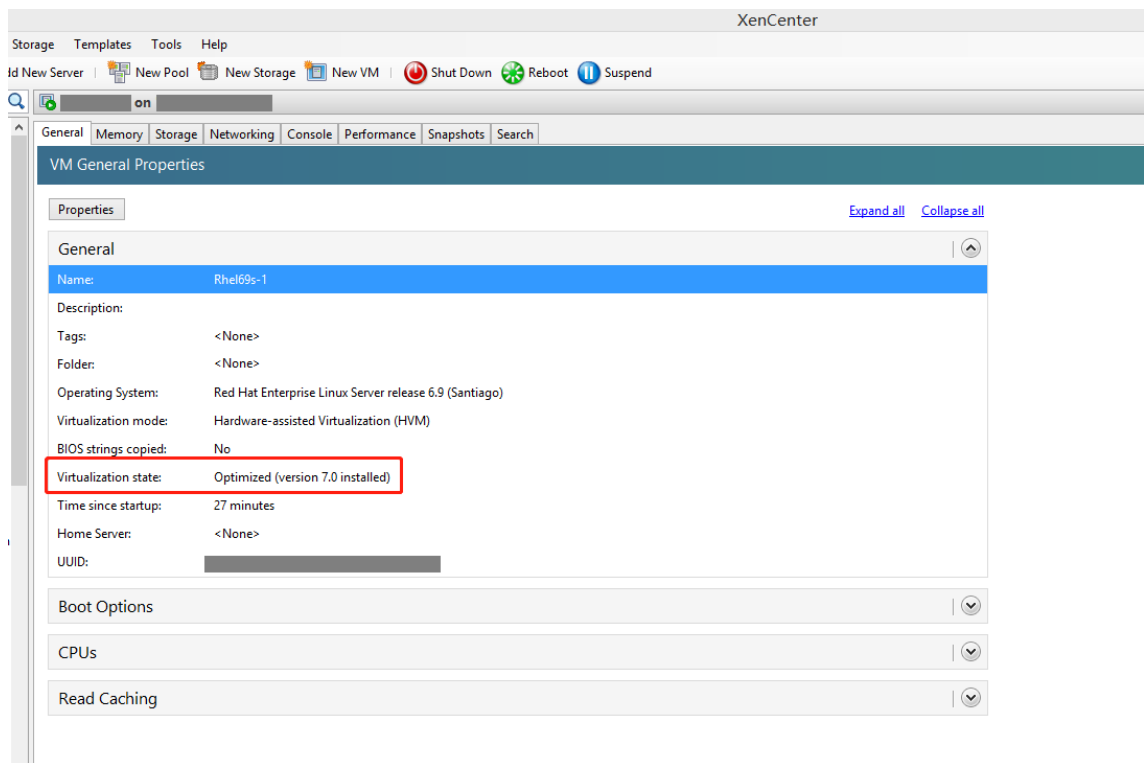 XenCenter
Storage Templates Tools Help
dd New Server New Pool New Storage New VM Shut Down Reboot Suspend
on
General Memory Storage Networking Console Performance Snapshots Search
VM General Properties
Properties Expand all Collapse all
General
Name: Rhel69s-1
Description:
Tags: <None>
Folder: <None>
Operating System: Red Hat Enterprise Linux Server release 6.9 (Santiago)
Virtualization mode: Hardware-assisted Virtualization (HVM)
BIOS strings copied: No
Virtualization state: Optimized (version 7.0 installed)
Time since startup: 27 minutes
Home Server: <None>
UUID:
Boot Options
CPUs
Read Caching